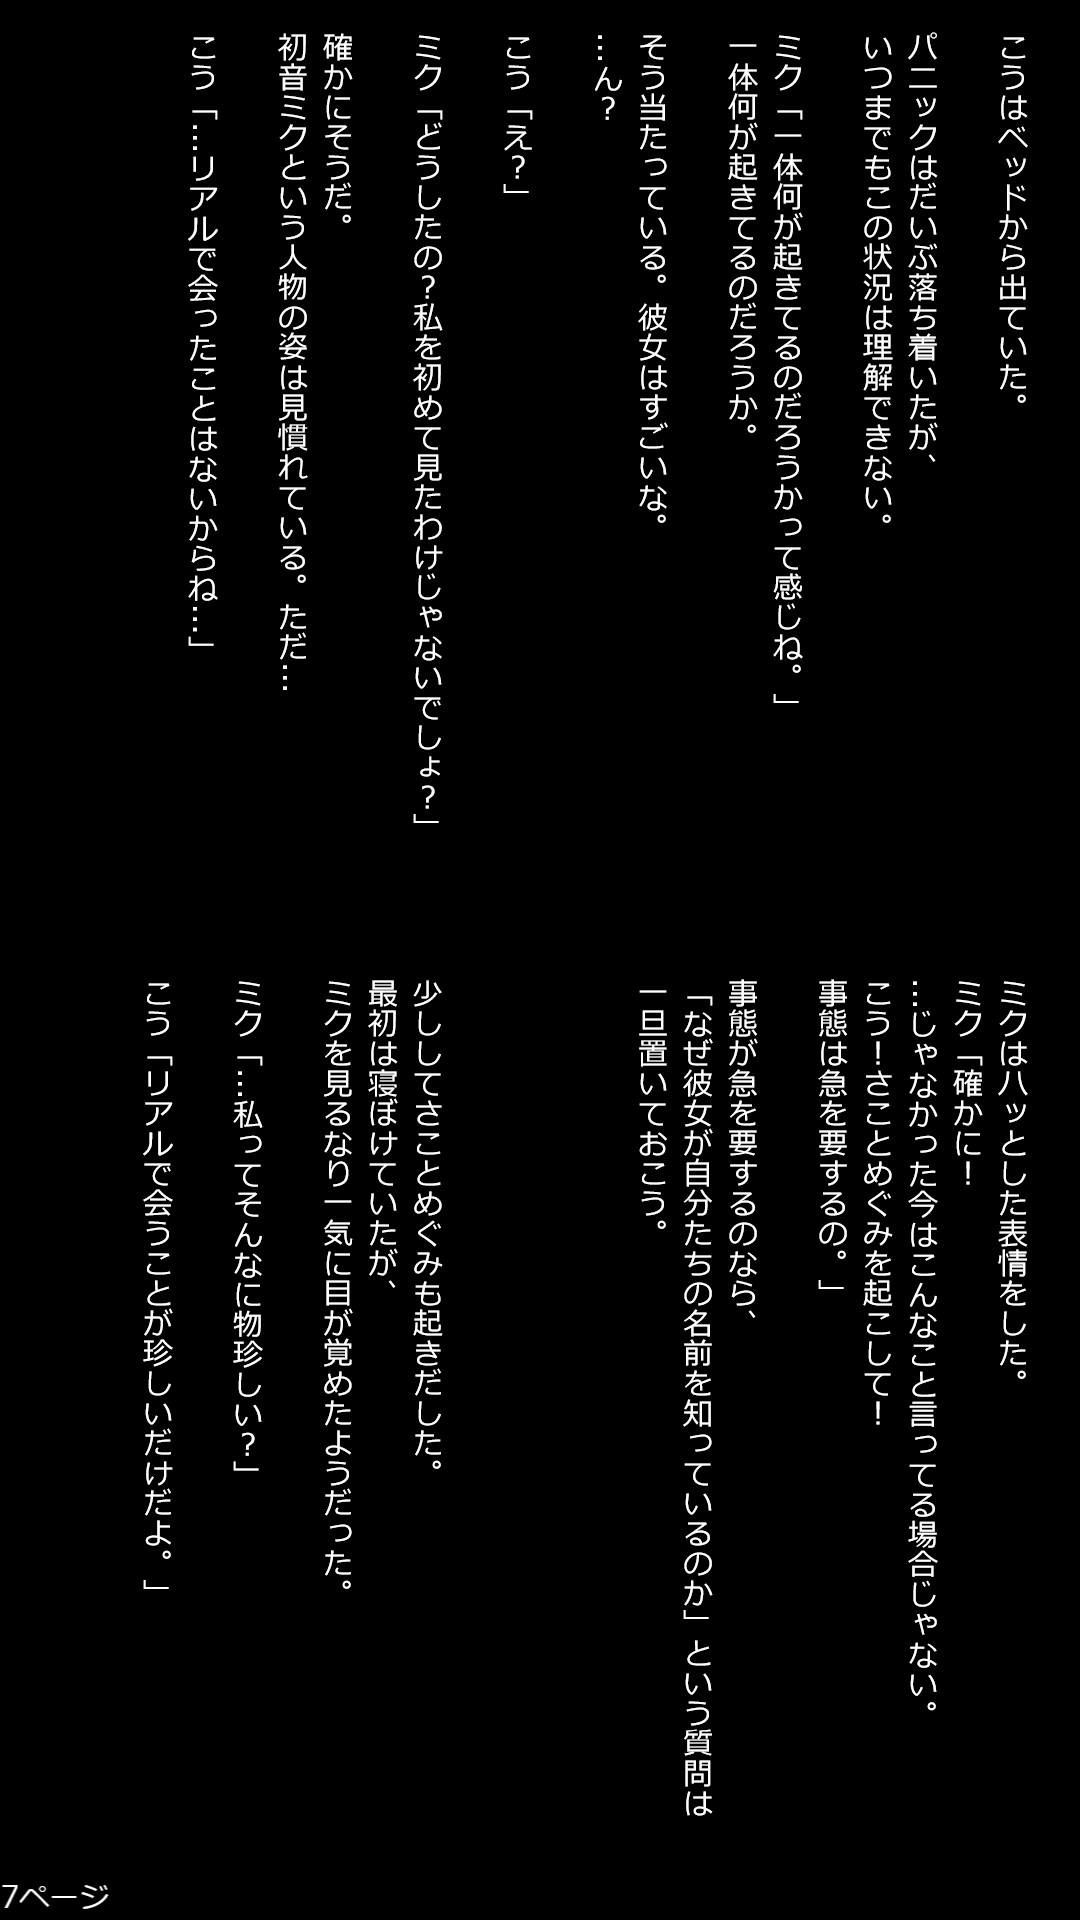 こうはベッドから出ていた。
パニックはだいぶ落ち着いたが、
いつまでもこの状況は理解できない。
ミク「一体何が起きてるのだろうかって感じね。」
一体何が起きてるのだろうか。
そう当たっている。彼女はすごいな。
…ん？
こう「え？」
ミク「どうしたの？私を初めて見たわけじゃないでしょ？」
確かにそうだ。
初音ミクという人物の姿は見慣れている。ただ…
こう「…リアルで会ったことはないからね…」
ミクはハッとした表情をした。
ミク「確かに！
…じゃなかった今はこんなこと言ってる場合じゃない。
こう！さことめぐみを起こして！
事態は急を要するの。」
事態が急を要するのなら、
「なぜ彼女が自分たちの名前を知っているのか」という質問は
一旦置いておこう。
少ししてさことめぐみも起きだした。
最初は寝ぼけていたが、
ミクを見るなり一気に目が覚めたようだった。
ミク「…私ってそんなに物珍しい？」
こう「リアルで会うことが珍しいだけだよ。」
7ページ